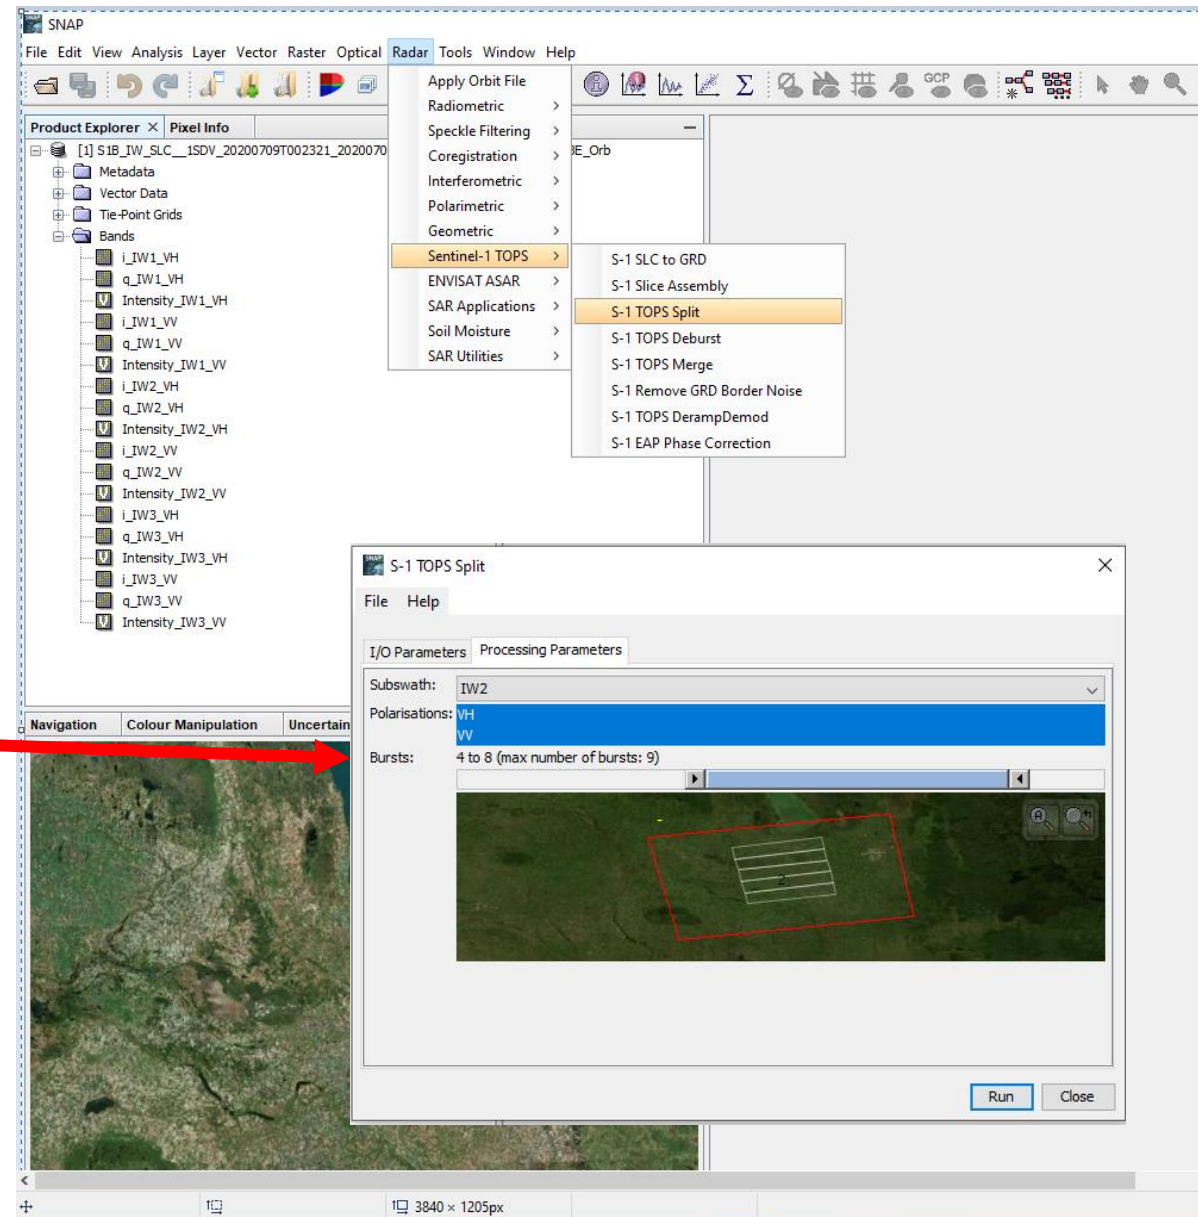 SNAP
File Edit View Analysis Layer Vector Raster Optical Radar Tools Window Help
GCP
Product Explorer × Pixel Info
[1] S1B_IW_SLC__1SDV_20200709T002321_2020070
E_Orb
Metadata
Vector Data
Tie-Point Grids
Bands
i_IW1_VH
q_IW1_VH
Intensity_IW1_VH
i_IW1_VV
q_IW1_VV
Intensity_IW1_VV
i_IW2_VH
q_IW2_VH
Intensity_IW2_VH
i_IW2_VV
q_IW2_VV
Intensity_IW2_VV
i_IW3_VH
q_IW3_VH
Intensity_IW3_VH
i_IW3_VV
q_IW3_VV
Intensity_IW3_VV
Apply Orbit File
Radiometric >
Speckle Filtering >
Coregistration >
Interferometric >
Polarimetric >
Geometric >
Sentinel-1 TOPS >
ENVISAT ASAR >
SAR Applications >
Soil Moisture >
SAR Utilities >
S-1 SLC to GRD
S-1 Slice Assembly
S-1 TOPS Split
S-1 TOPS Deburst
S-1 TOPS Merge
S-1 Remove GRD Border Noise
S-1 TOPS DerampDemod
S-1 EAP Phase Correction
Navigation Colour Manipulation Uncertain
S-1 TOPS Split
File Help
I/O Parameters Processing Parameters
Subswath: IW2
Polarisations: VH
VV
Bursts: 4 to 8 (max number of bursts: 9)
2
Run Close
3840 × 1205px